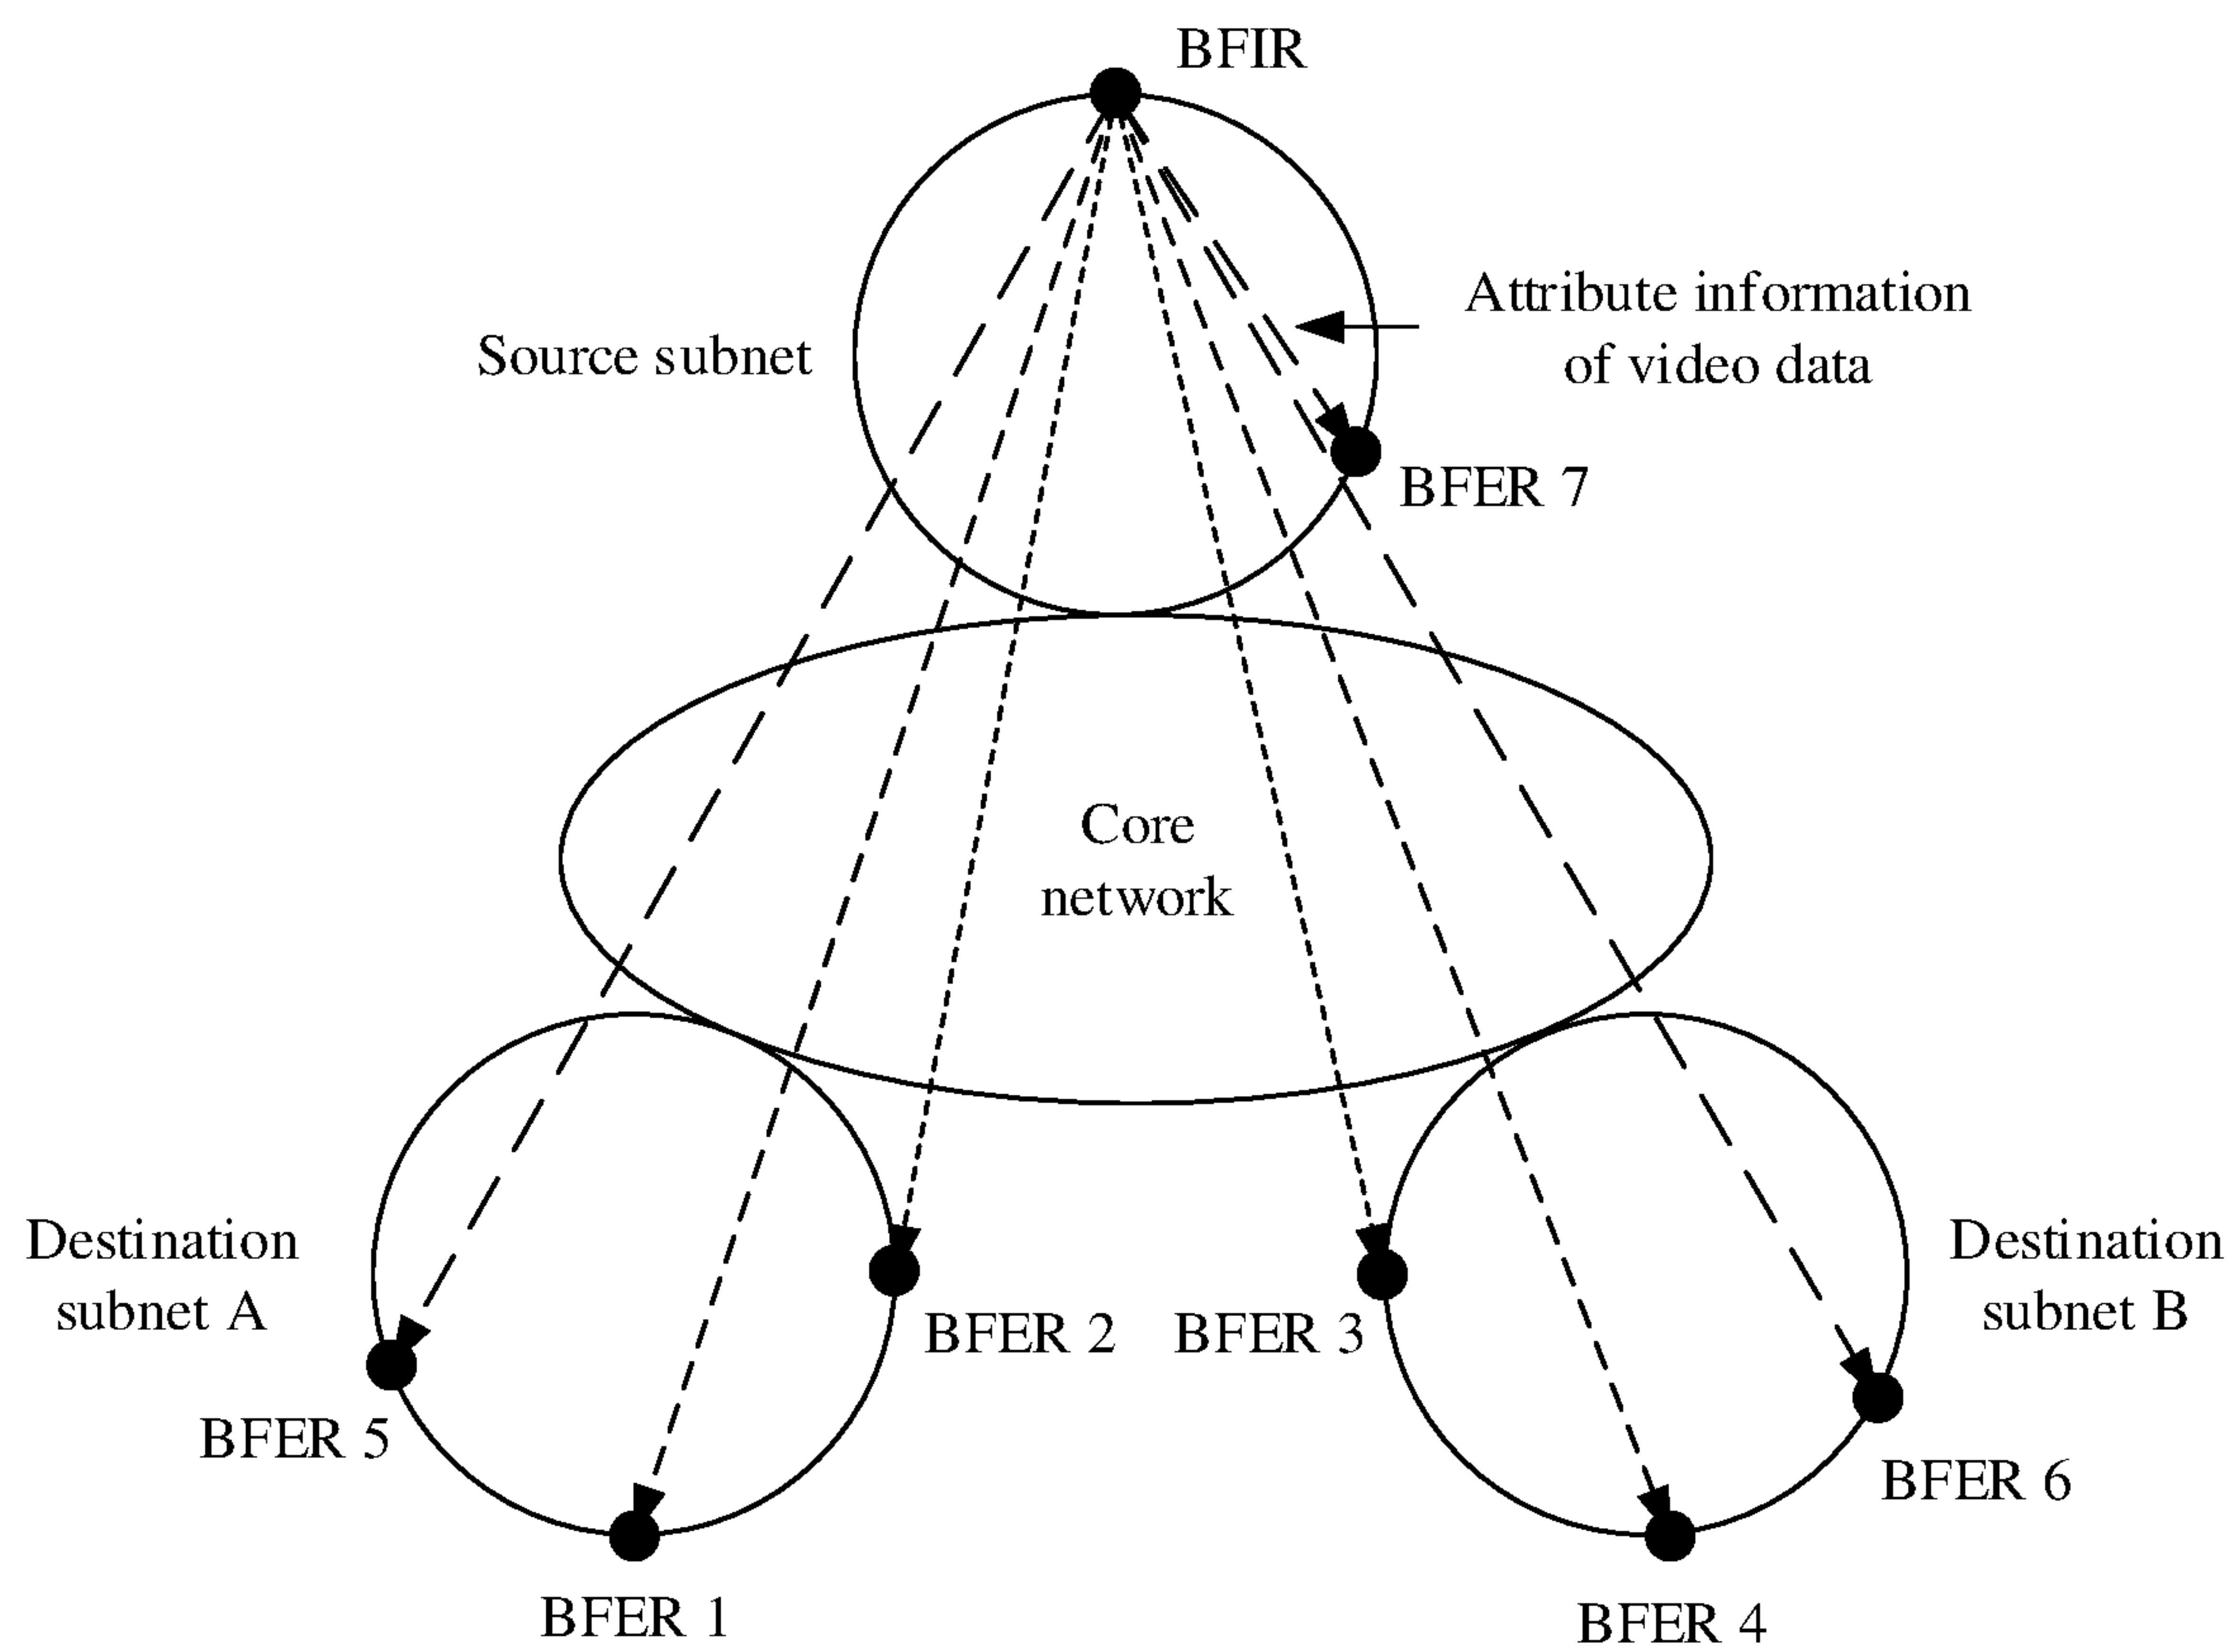 BFIR
Attribute information
of video data
Source subnet
BFER 7
Core
network
Destination
subnet A
Destination
subnet B
BFER 2
BFER 3
BFER 5
BFER 6
BFER 1
BFER 4